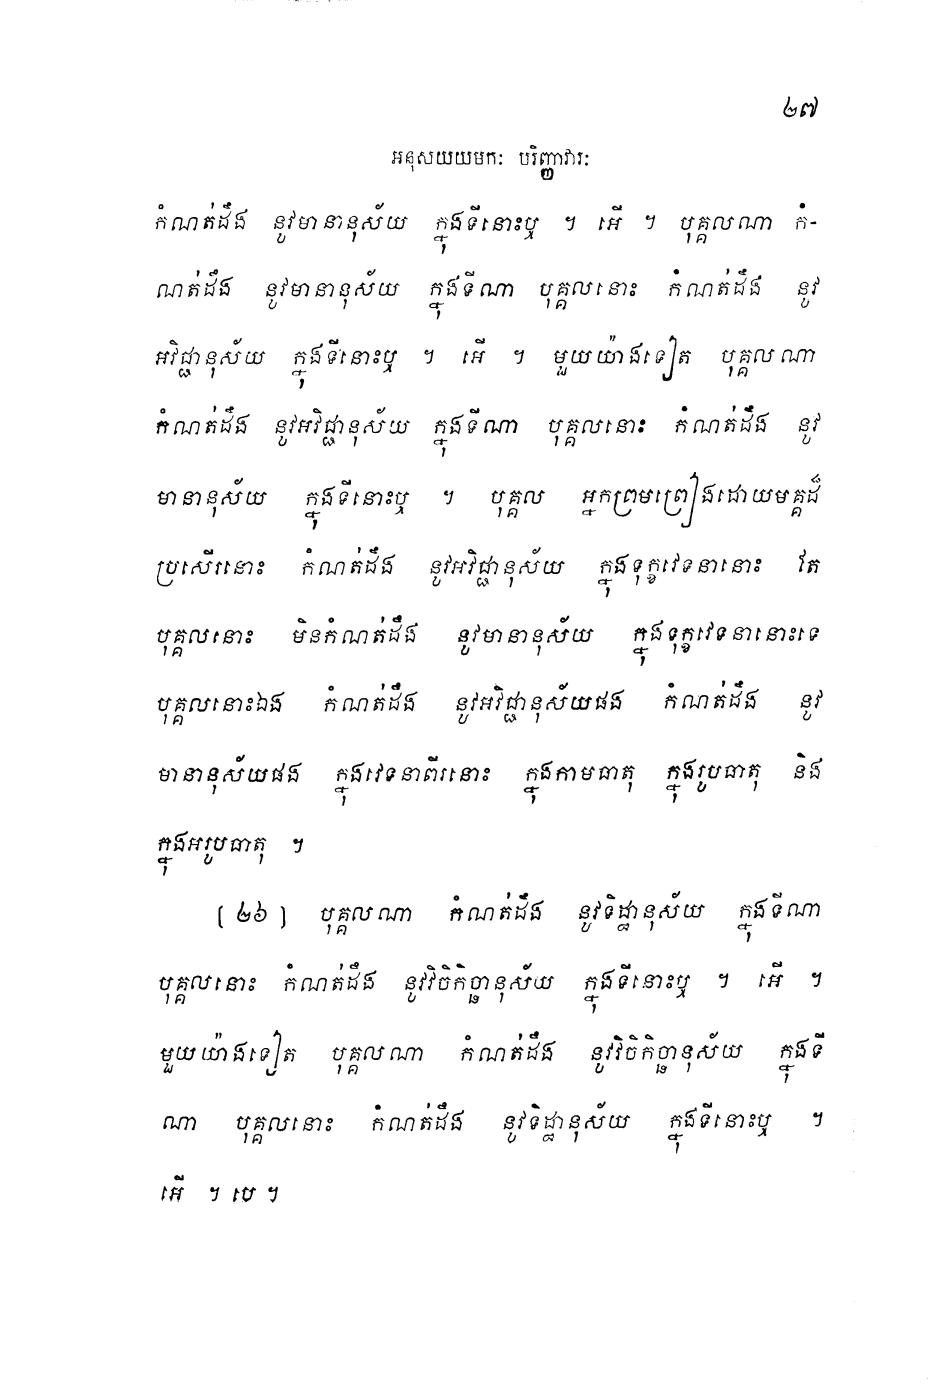 ២៧
អនុសយយមកៈ បរិញ្ញាវារៈ
កំណត់ដឹង នូវមានានុស័យ ក្នុងទីនោះឬ ។ អើ ។ បុគ្គលណា កំ-
ណត់ដឹង នូវមានានុស័យ ក្នុងទីណា បុគ្គលនោះ កំណត់ដឹង នូវ
អវិជ្ជានុស័យ ក្នុងទីនោះឬ ។ អើ ។ មួយយ៉ាងទៀត បុគ្គលណា
កំណត់ដឹង នូវអវិជ្ជានុស័យ ក្នុងទីណា បុគ្គលនោះ កំណត់ដឹង នូវ
មានានុស័យ ក្នុងទីនោះឬ ។ បុគ្គល អ្នកព្រមព្រៀងដោយមគ្គដ៏
ប្រសើរនោះ កំណត់ដឹង នូវអវិជ្ជានុស័យ ក្នុងទុក្ខវេទនានោះ តែ
បុគ្គលនោះ មិនកំណត់ដឹង នូវមានានុស័យ ក្នុងទុក្ខវេទនានោះទេ
បុគ្គលនោះឯង កំណត់ដឹង នូវអវិជ្ជានុស័យផង កំណត់ដឹង នូវ
មានានុស័យផង ក្នុងវេទនាពីរនោះ ក្នុងកាមធាតុ ក្នុងរូបធាតុ និង
ក្នុងអរូបធាតុ ។
( ២៦ ) បុគ្គលណា កំណត់ដឹង នូវទិដ្ឋានុស័យ ក្នុងទីណា
បុគ្គលនោះ កំណត់ដឹង នូវវិចិកិច្ឆានុស័យ ក្នុងទីនោះឬ ។ អើ ។
មួយយ៉ាងទៀត បុគ្គលណា កំណត់ដឹង នូវវិចិកិច្ឆានុស័យ ក្នុងទី
ណា បុគ្គលនោះ កំណត់ដឹង នូវទិដ្ឋានុស័យ ក្នុងទីនោះឬ ។
អើ ។ បេ ។